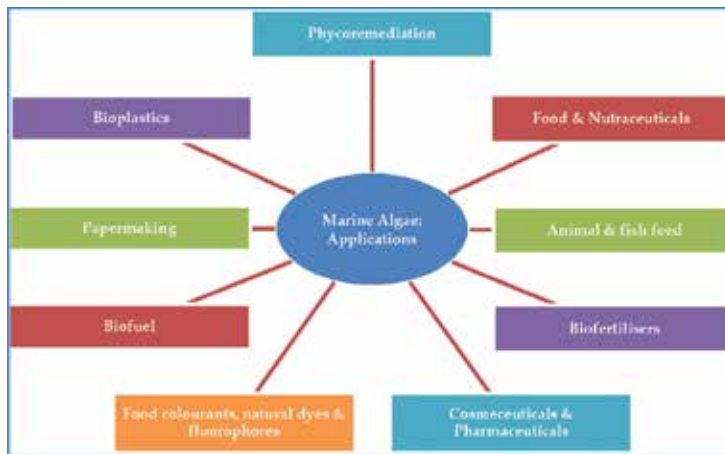 Phycoremediation
Bioplastics
Food & Nutraceuticals
Marine Algae:
Applications
Papermaking
Animal & fish feed
Biofuel
Biofertilisers
Food colourants, natural dyes &
fluorophores
Cosmeceuticals &
Pharmaceuticals